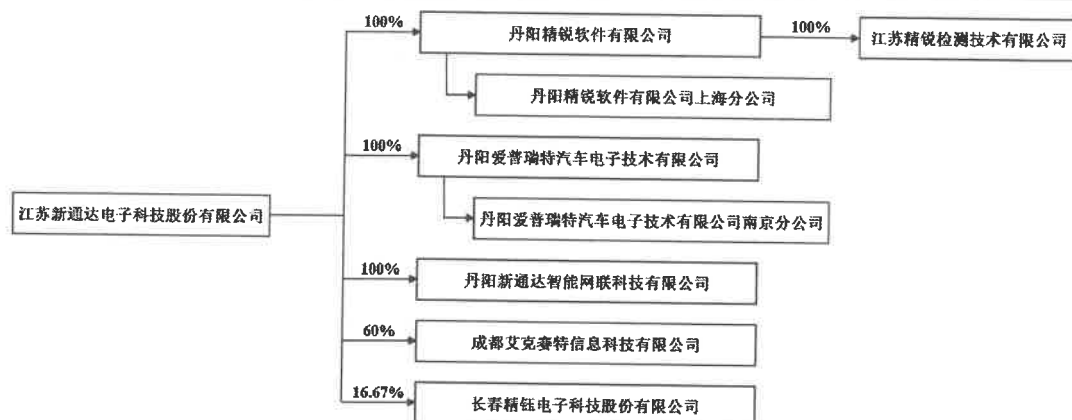 100%
丹阳精锐软件有限公司
100%
江苏精锐检测技术有限公司
丹阳精锐软件有限公司上海分公司
100%
丹阳爱普瑞特汽车电子技术有限公司
江苏新通达电子科技股份有限公司
丹阳爱普瑞特汽车电子技术有限公司南京分公司
100%
丹阳新通达智能网联科技有限公司
60%
成都艾克赛特信息科技有限公司
16.67%
长春精钰电子科技股份有限公司